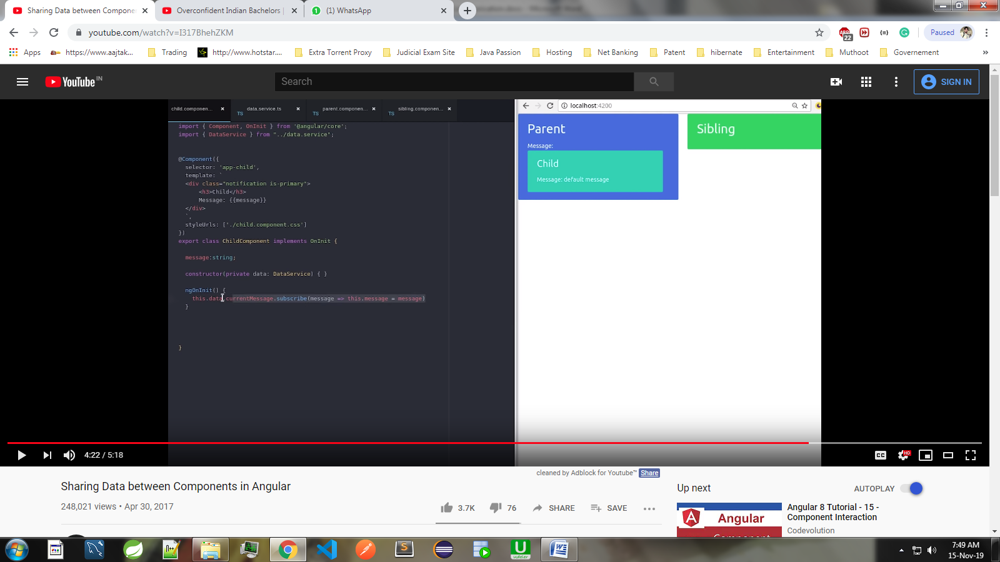 Sharing Data between Componen
Overconfident Indian Bachelors |
(1) WhatsApp
youtube.com/watch?v=I317BhehZKM
22
Paused
Apps
https://www.aajtak...
Trading
http://www.hotstar....
Extra Torrent Proxy
Judicial Exam Site
Java Passion
Hosting
Net Banking
Patent
hibernate
Entertainment
Muthoot
Governement
YouTube IN
Search
SIGN IN
child.componen...
TS data.service.ts
TS parent.componen...
TS sibling.componen...
import { Component, OnInit } from '@angular/core';
import { DataService } from "../data.service";
@Component({
selector: 'app-child',
template: `
<div class="notification is-primary">
<h3>Child</h3>
Message: {{message}}
</div>
`,
styleUrls: ['./child.component.css']
})
export class ChildComponent implements OnInit {
message:string;
constructor(private data: DataService) { }
ngOnInit() {
this.data.currentMessage.subscribe(message => this.message = message)
}
}
localhost:4200
Parent
Message:
Child
Message: default message
Sibling
4:22 / 5:18
CC
HD
cleaned by Adblock for Youtube™ Share
Sharing Data between Components in Angular
248,021 views • Apr 30, 2017
3.7K
76
SHARE
SAVE
Up next
AUTOPLAY
Angular
Angular 8 Tutorial - 15 -
Component Interaction
Codevolution
7:49 AM
15-Nov-19